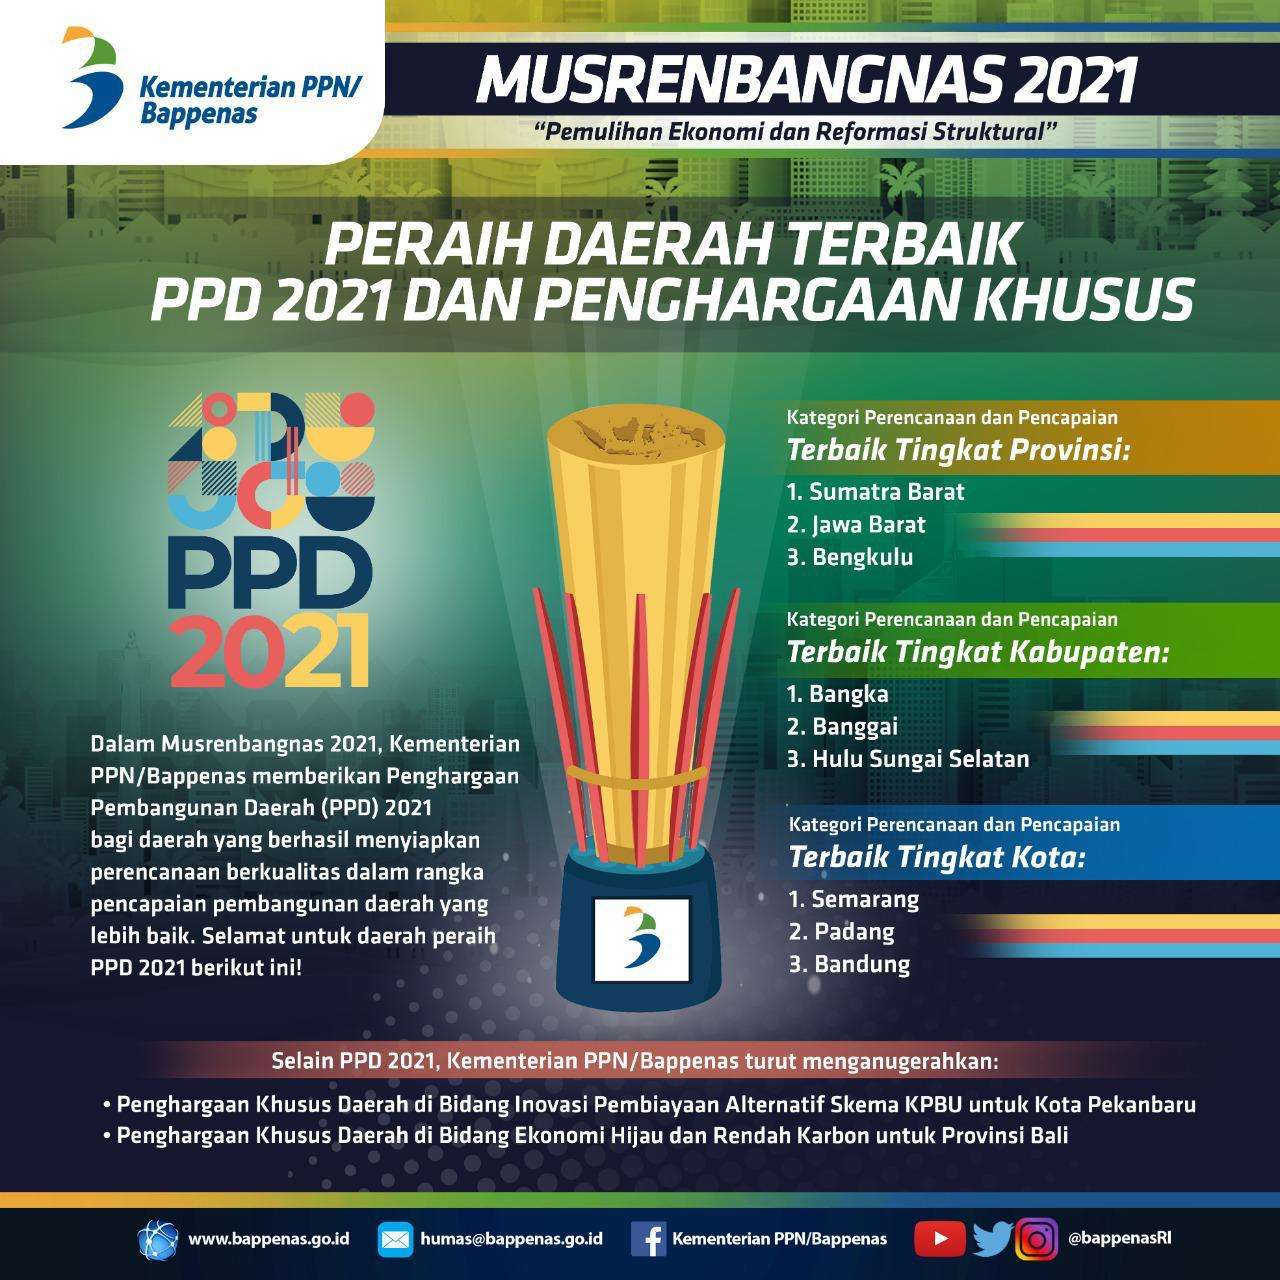 Kementerian PPN/
Bappenas
MUSRENBANGNAS 2021
“Pemulihan Ekonomi dan Reformasi Struktural”
PERAIH DAERAH TERBAIK
PPD 2021 DAN PENGHARGAAN KHUSUS
PPD
2021
Dalam Musrenbangnas 2021, Kementerian
PPN/Bappenas memberikan Penghargaan
Pembangunan Daerah (PPD) 2021
bagi daerah yang berhasil menyiapkan
perencanaan berkualitas dalam rangka
pencapaian pembangunan daerah yang
lebih baik. Selamat untuk daerah peraih
PPD 2021 berikut ini!
Kategori Perencanaan dan Pencapaian
Terbaik Tingkat Provinsi:
1. Sumatra Barat
2. Jawa Barat
3. Bengkulu
Kategori Perencanaan dan Pencapaian
Terbaik Tingkat Kabupaten:
1. Bangka
2. Banggai
3. Hulu Sungai Selatan
Kategori Perencanaan dan Pencapaian
Terbaik Tingkat Kota:
1. Semarang
2. Padang
3. Bandung
Selain PPD 2021, Kementerian PPN/Bappenas turut menganugerahkan:
• Penghargaan Khusus Daerah di Bidang Inovasi Pembiayaan Alternatif Skema KPBU untuk Kota Pekanbaru
• Penghargaan Khusus Daerah di Bidang Ekonomi Hijau dan Rendah Karbon untuk Provinsi Bali
www.bappenas.go.id humas@bappenas.go.id Kementerian PPN/Bappenas @bappenasRI